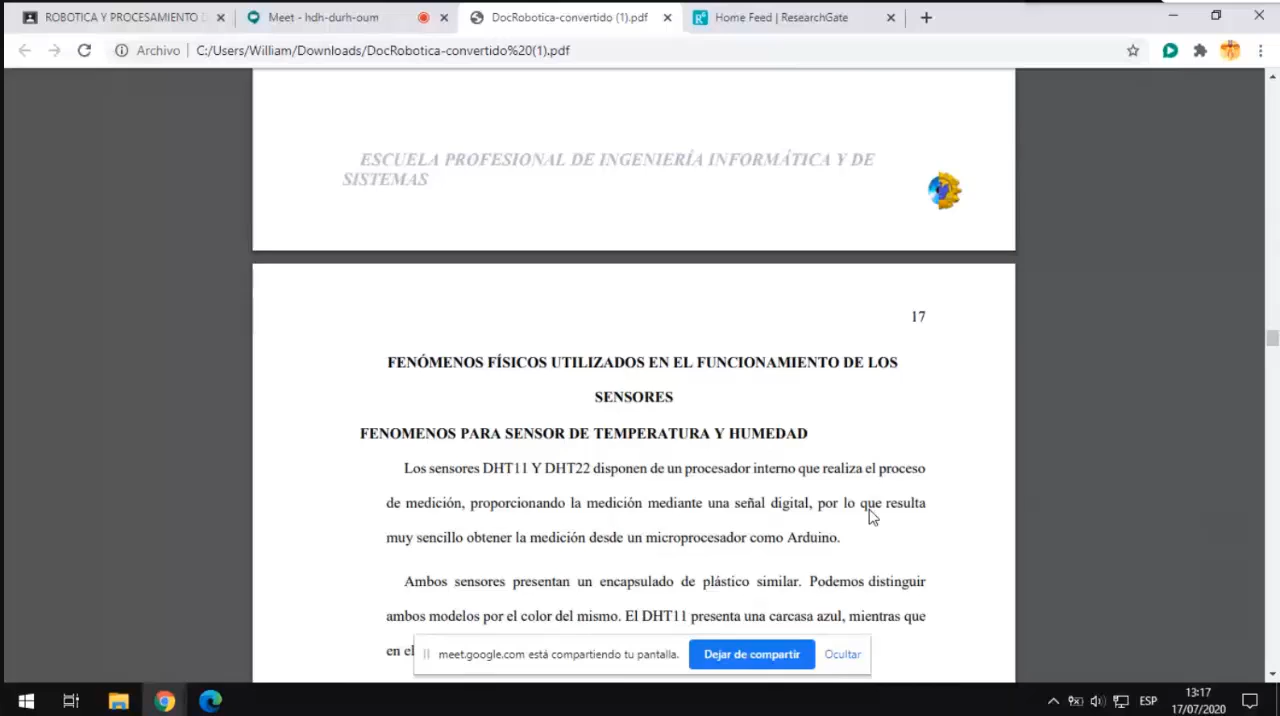 ROBOTICA Y PROCESAMIENTO
Meet - hdh-durh-oum
DocRobotica-convertido (1).pdf
Home Feed | ResearchGate
Archivo
C:/Users/William/Downloads/DocRobotica-convertido%20(1).pdf
ESCUELA PROFESIONAL DE INGENIERÍA INFORMÁTICA Y DE
SISTEMAS
17
FENÓMENOS FÍSICOS UTILIZADOS EN EL FUNCIONAMIENTO DE LOS
SENSORES
FENOMENOS PARA SENSOR DE TEMPERATURA Y HUMEDAD
Los sensores DHT11 Y DHT22 disponen de un procesador interno que realiza el proceso
de medición, proporcionando la medición mediante una señal digital, por lo que resulta
muy sencillo obtener la medición desde un microprocesador como Arduino.
Ambos sensores presentan un encapsulado de plástico similar. Podemos distinguir
ambos modelos por el color del mismo. El DHT11 presenta una carcasa azul, mientras que
en el
meet.google.com está compartiendo tu pantalla.
Dejar de compartir
Ocultar
ESP
13:17
17/07/2020